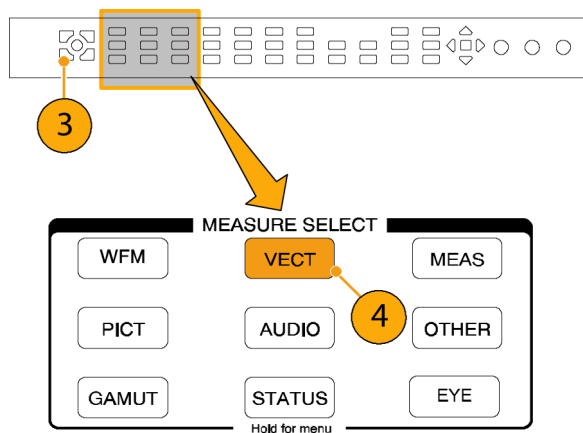 3
MEASURE SELECT
WFM VECT MEAS
4
PICT AUDIO OTHER
GAMUT STATUS EYE
Hold for menu